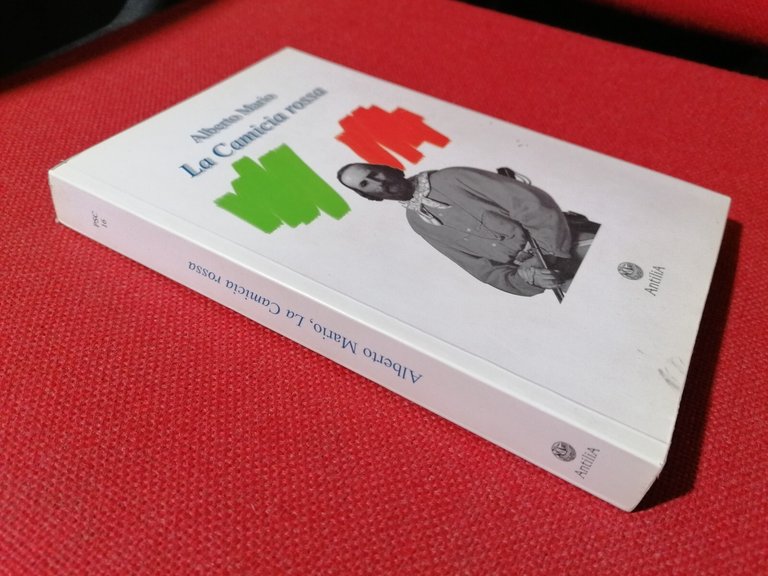 Alberto Mario
La Camicia rossa
AntiliA
PSC
16
Alberto Mario, La Camicia rossa
AntiliA